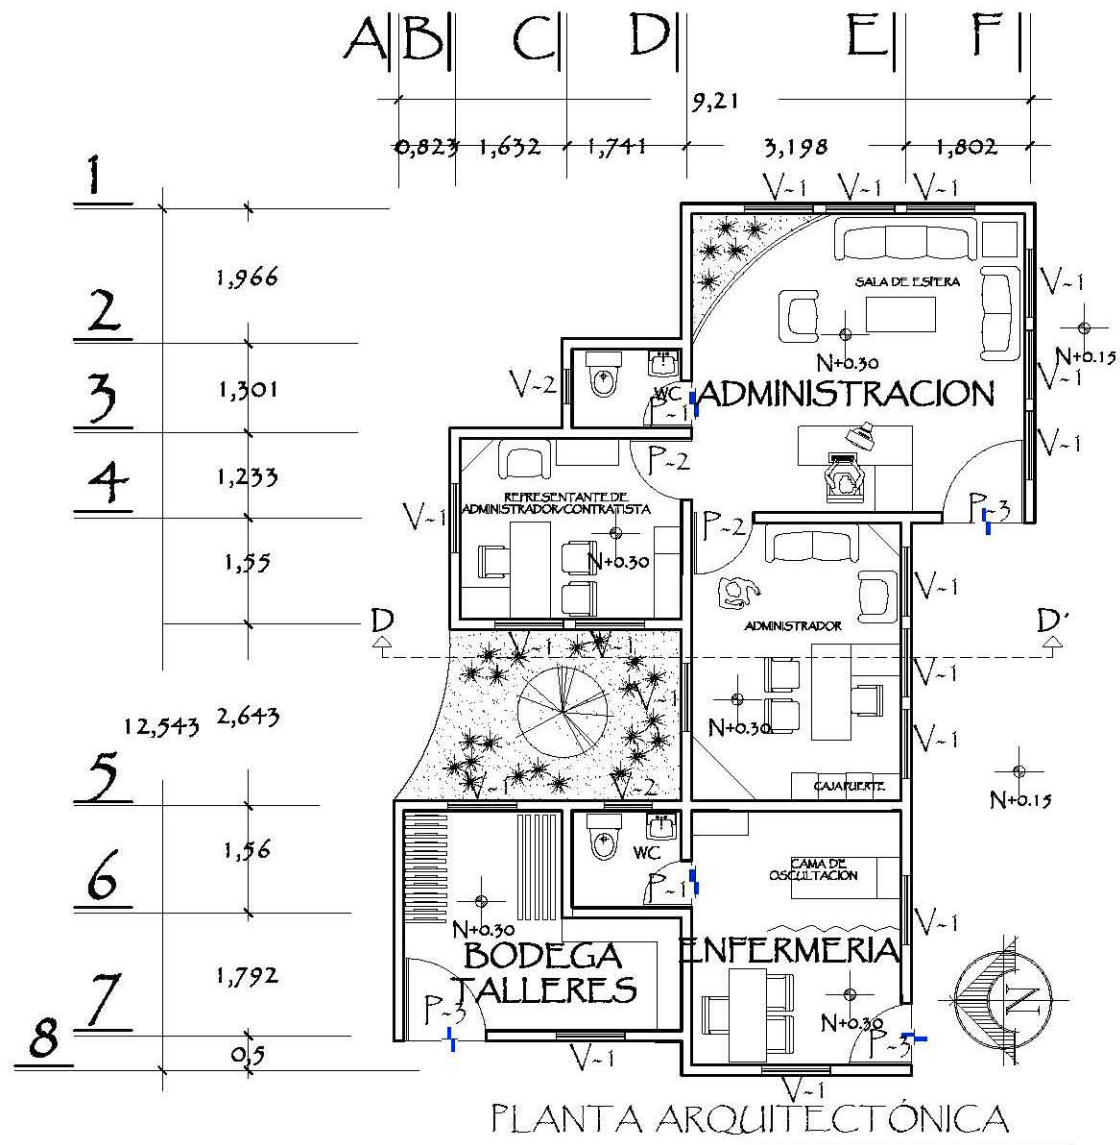 A B C D E F
9,21
0,823 1,632 1,741 3,198 1,802
1
V~1 V~1 V~1
1,966
SALA DE ESPERA
V~1
2
N+0.30
N+0.15
1,301
V~2
WC
P~1
ADMINISTRACION
V~1
3
V~1
1,233
P~2
4
REPRESENTANTE DE
ADMINISTRADOR/CONTRATISTA
V~1
P~2
P~3
1,55
N+0.30
V~1
D
ADMINISTRADOR
D'
V~1 V~1
V~1
V~1
12,543 2,643
N+0.30
V~1
5
V~1 V~2
CAJA FUERTE
N+0.15
1,56
WC
CAMA DE
OSCULTACION
6
P~1
N+0.30
V~1
BODEGA
TALLERES
ENFERMERIA
N
1,792
7
P~3
N+0.30
P~3
8
0,5
V~1
V~1
PLANTA ARQUITECTÓNICA